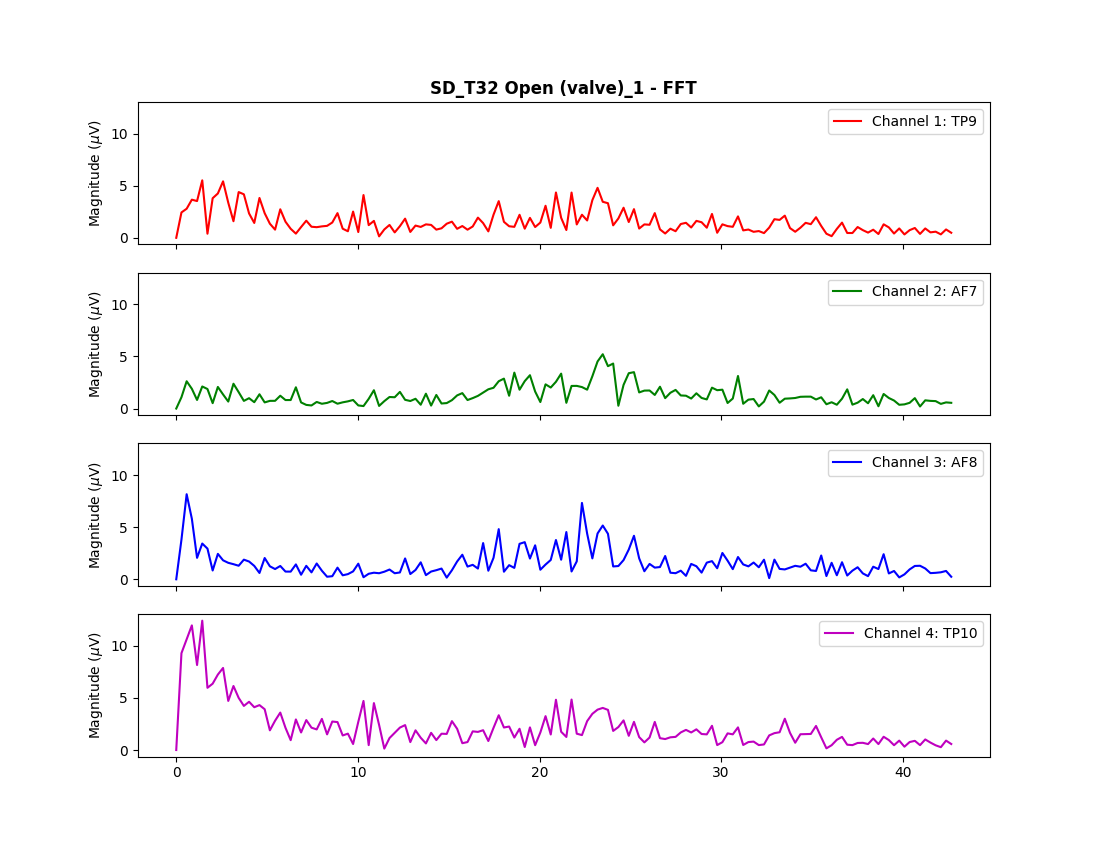 SD_T32 Open (valve)_1 - FFT
Magnitude (μV)
10
5
0
Channel 1: TP9
Magnitude (μV)
10
5
0
Channel 2: AF7
Magnitude (μV)
10
5
0
Channel 3: AF8
Magnitude (μV)
10
5
0
Channel 4: TP10
0 10 20 30 40